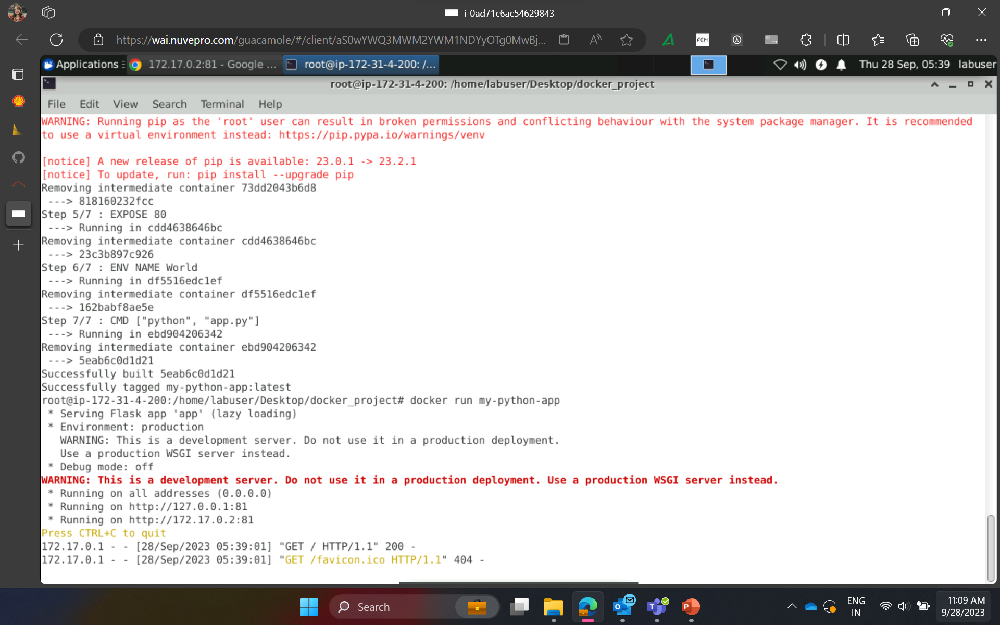 i-0ad71c6ac54629843
https://wai.nuvepro.com/guacamole/#/client/aS0wYWQ3MWM2YWM1NDYyOTg0MwBj...
FCM
Applications
172.17.0.2:81 - Google ...
root@ip-172-31-4-200: /...
Thu 28 Sep, 05:39 labuser
root@ip-172-31-4-200: /home/labuser/Desktop/docker_project
File Edit View Search Terminal Help
WARNING: Running pip as the 'root' user can result in broken permissions and conflicting behaviour with the system package manager. It is recommended
to use a virtual environment instead: https://pip.pypa.io/warnings/venv
[notice] A new release of pip is available: 23.0.1 -> 23.2.1
[notice] To update, run: pip install --upgrade pip
Removing intermediate container 73dd2043b6d8
 ---> 818160232fcc
Step 5/7 : EXPOSE 80
 ---> Running in cdd4638646bc
Removing intermediate container cdd4638646bc
 ---> 23c3b897c926
Step 6/7 : ENV NAME World
 ---> Running in df5516edc1ef
Removing intermediate container df5516edc1ef
 ---> 162babf8ae5e
Step 7/7 : CMD ["python", "app.py"]
 ---> Running in ebd904206342
Removing intermediate container ebd904206342
 ---> 5eab6c0d1d21
Successfully built 5eab6c0d1d21
Successfully tagged my-python-app:latest
root@ip-172-31-4-200:/home/labuser/Desktop/docker_project# docker run my-python-app
 * Serving Flask app 'app' (lazy loading)
 * Environment: production
   WARNING: This is a development server. Do not use it in a production deployment.
   Use a production WSGI server instead.
 * Debug mode: off
WARNING: This is a development server. Do not use it in a production deployment. Use a production WSGI server instead.
 * Running on all addresses (0.0.0.0)
 * Running on http://127.0.0.1:81
 * Running on http://172.17.0.2:81
Press CTRL+C to quit
172.17.0.1 - - [28/Sep/2023 05:39:01] "GET / HTTP/1.1" 200 -
172.17.0.1 - - [28/Sep/2023 05:39:01] "GET /favicon.ico HTTP/1.1" 404 -
Search
ENG
IN
11:09 AM
9/28/2023